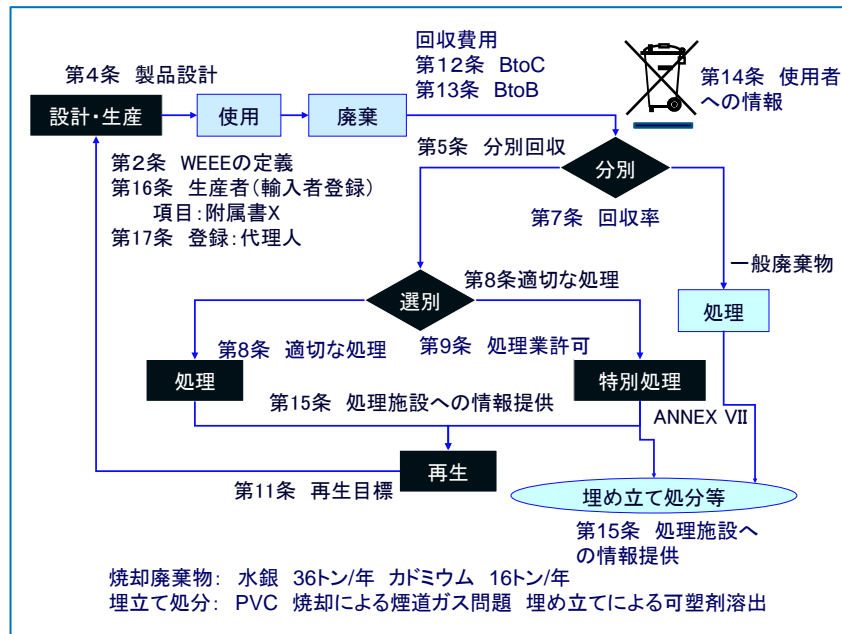 回収費用
第12条 BtoC
第13条 BtoB
第4条 製品設計
第14条 使用者
への情報
設計・生産
使用
廃棄
第5条 分別回収
分別
第2条 WEEEの定義
第16条 生産者(輸入者登録)
項目:附属書X
第17条 登録:代理人
第7条 回収率
一般廃棄物
第8条適切な処理
選別
処理
第8条 適切な処理
第9条 処理業許可
処理
特別処理
第15条 処理施設への情報提供
ANNEX VII
再生
第11条 再生目標
埋め立て処分等
第15条 処理施設へ
の情報提供
焼却廃棄物: 水銀 36トン/年 カドミウム 16トン/年
埋立て処分: PVC 焼却による煙道ガス問題 埋め立てによる可塑剤溶出